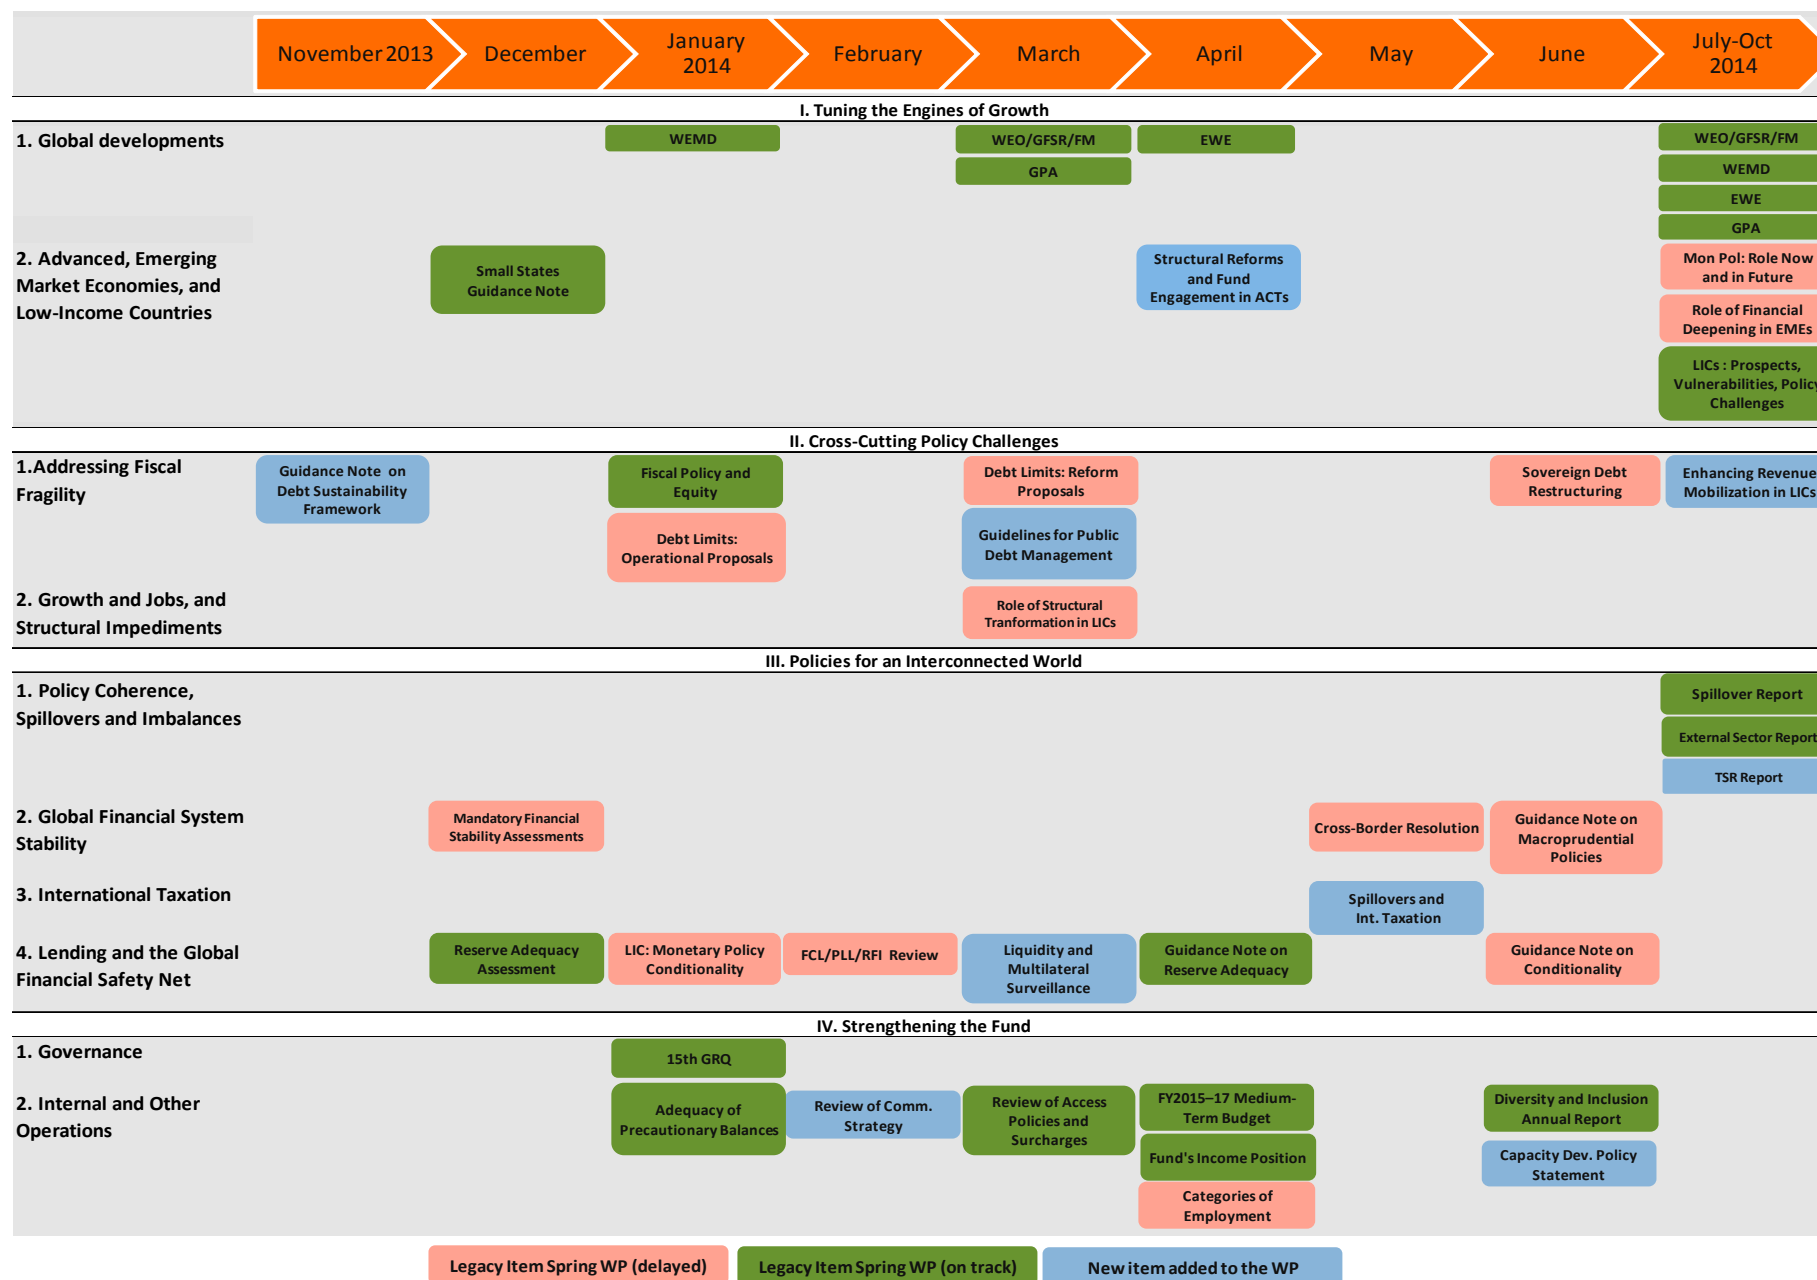 November 2013
December
January
2014
February
March
April
May
June
July-Oct
2014
I. Tuning the Engines of Growth
1. Global developments
WEMD
WEO/GFSR/FM
GPA
EWE
WEO/GFSR/FM
WEMD
EWE
GPA
2. Advanced, Emerging
Market Economies, and
Low-Income Countries
Small States
Guidance Note
Structural Reforms
and Fund
Engagement in ACTs
Mon Pol: Role Now
and in Future
Role of Financial
Deepening in EMEs
LICs : Prospects,
Vulnerabilities, Policy
Challenges
II. Cross-Cutting Policy Challenges
1.Addressing Fiscal
Fragility
Guidance Note on
Debt Sustainability
Framework
Fiscal Policy and
Equity
Debt Limits:
Operational Proposals
Debt Limits: Reform
Proposals
Guidelines for Public
Debt Management
Sovereign Debt
Restructuring
Enhancing Revenue
Mobilization in LICs
2. Growth and Jobs, and
Structural Impediments
Role of Structural
Tranformation in LICs
III. Policies for an Interconnected World
1. Policy Coherence,
Spillovers and Imbalances
Spillover Report
External Sector Report
TSR Report
2. Global Financial System
Stability
Mandatory Financial
Stability Assessments
Cross-Border Resolution
Guidance Note on
Macroprudential
Policies
3. International Taxation
Spillovers and
Int. Taxation
4. Lending and the Global
Financial Safety Net
Reserve Adequacy
Assessment
LIC: Monetary Policy
Conditionality
FCL/PLL/RFI Review
Liquidity and
Multilateral
Surveillance
Guidance Note on
Reserve Adequacy
Guidance Note on
Conditionality
IV. Strengthening the Fund
1. Governance
15th GRQ
2. Internal and Other
Operations
Adequacy of
Precautionary Balances
Review of Comm.
Strategy
Review of Access
Policies and
Surcharges
FY2015–17 Medium-
Term Budget
Fund's Income Position
Categories of
Employment
Diversity and Inclusion
Annual Report
Capacity Dev. Policy
Statement
Legacy Item Spring WP (delayed)
Legacy Item Spring WP (on track)
New item added to the WP